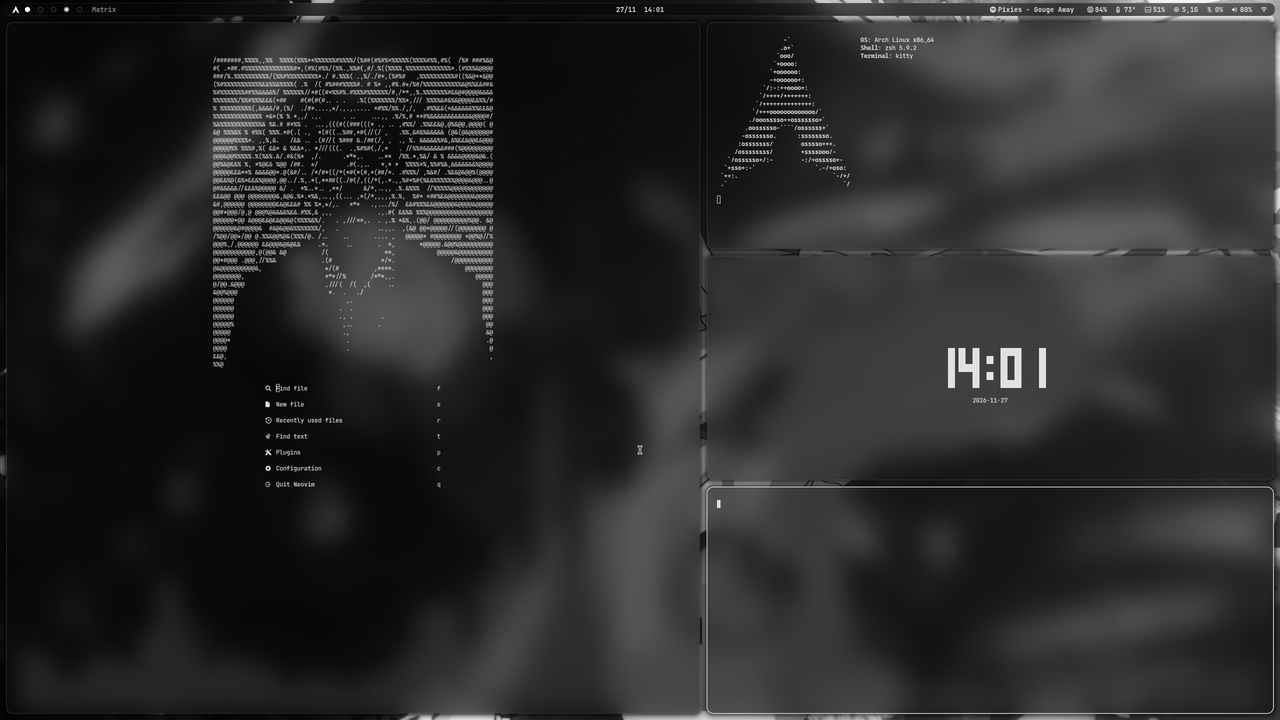 Matrix
27/11 14:01
Pixies - Gouge Away
84%
73°
51%
5,1G
0%
80%
Find file f
New file e
Recently used files r
Find text t
Plugins p
Configuration c
Quit Neovim q
OS: Arch Linux x86_64
Shell: zsh 5.9.2
Terminal: kitty
14:01
2026-11-27